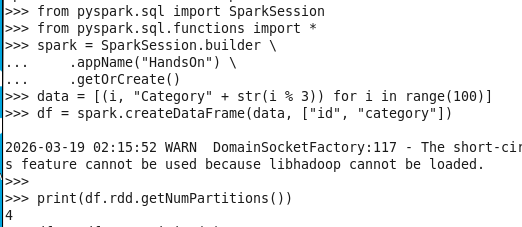 >>> from pyspark.sql import SparkSession
>>> from pyspark.sql.functions import *
>>> spark = SparkSession.builder \
...     .appName("HandsOn") \
...     .getOrCreate()
>>> data = [(i, "Category" + str(i % 3)) for i in range(100)]
>>> df = spark.createDataFrame(data, ["id", "category"])
2026-03-19 02:15:52 WARN  DomainSocketFactory:117 - The short-cir
s feature cannot be used because libhadoop cannot be loaded.
>>>
>>> print(df.rdd.getNumPartitions())
4